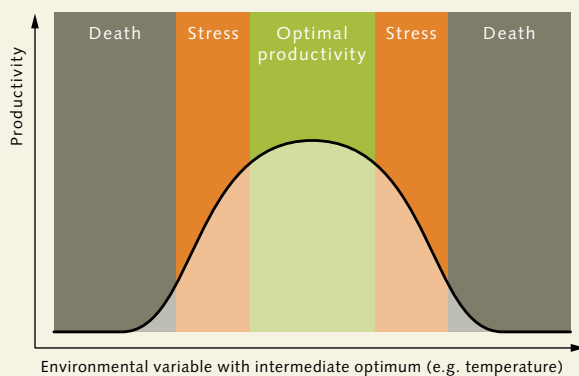 Death
Stress
Optimal
productivity
Stress
Death
Productivity
Environmental variable with intermediate optimum (e.g. temperature)